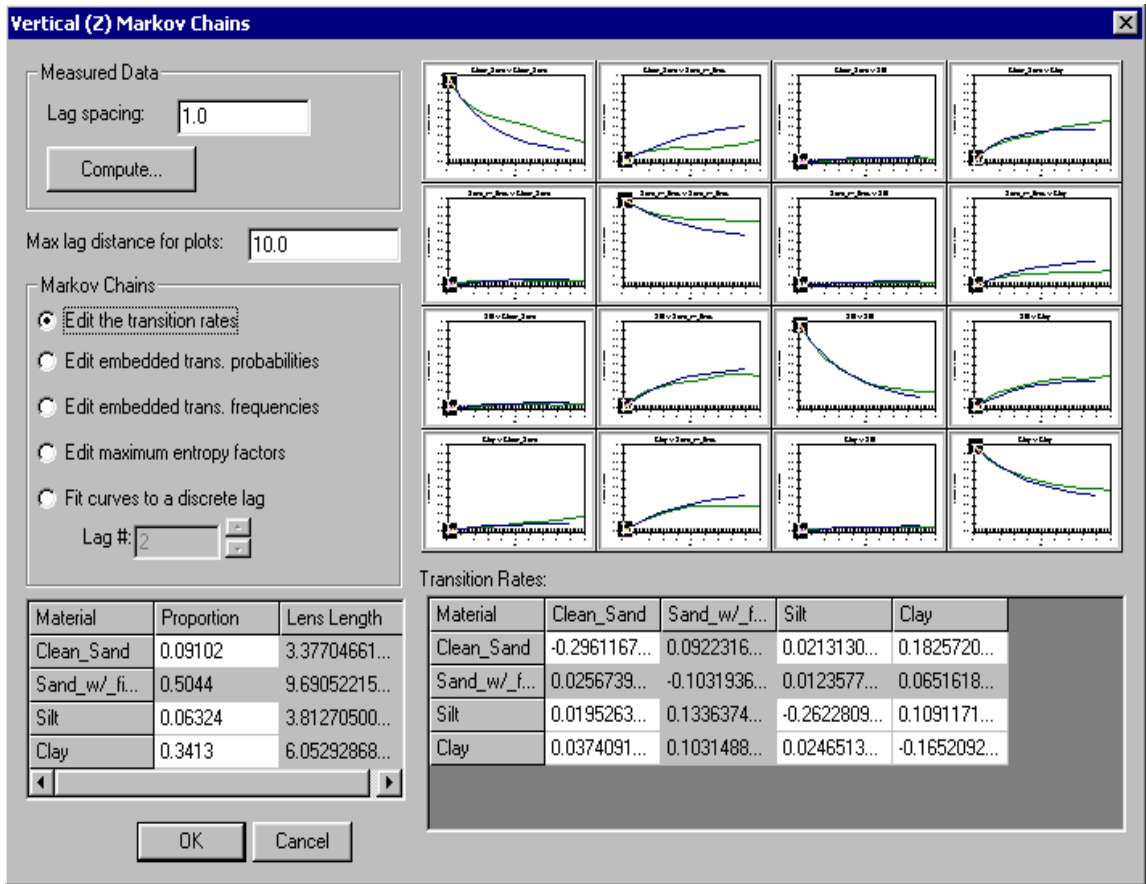 Vertical (Z) Markov Chains
Measured Data
Lag spacing: 1.0
Compute...
Max lag distance for plots: 10.0
Markov Chains
Edit the transition rates
Edit embedded trans. probabilities
Edit embedded trans. frequencies
Edit maximum entropy factors
Fit curves to a discrete lag
Lag #: 2
Material Proportion Lens Length
Clean_Sand 0.09102 3.37704661...
Sand_w/_fi... 0.5044 9.69052215...
Silt 0.06324 3.81270500...
Clay 0.3413 6.05292868...
OK Cancel
Transition Rates:
Material Clean_Sand Sand_w/_f... Silt Clay
Clean_Sand -0.2961167... 0.0922316... 0.0213130... 0.1825720...
Sand_w/_f... 0.0256739... -0.1031936... 0.0123577... 0.0651618...
Silt 0.0195263... 0.1336374... -0.2622809... 0.1091171...
Clay 0.0374091... 0.1031488... 0.0246513... -0.1652092...